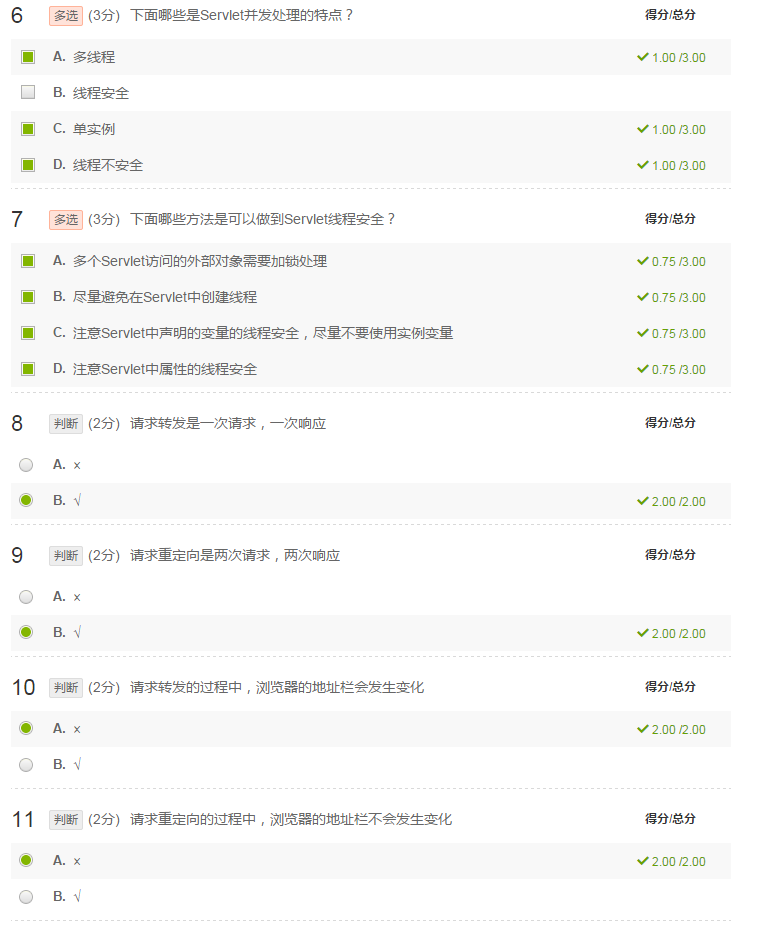 6 多选 (3分) 下面哪些是Servlet并发处理的特点？ 得分/总分
A. 多线程 1.00 /3.00
B. 线程安全
C. 单实例 1.00 /3.00
D. 线程不安全 1.00 /3.00
7 多选 (3分) 下面哪些方法是可以做到Servlet线程安全？ 得分/总分
A. 多个Servlet访问的外部对象需要加锁处理 0.75 /3.00
B. 尽量避免在Servlet中创建线程 0.75 /3.00
C. 注意Servlet中声明的变量的线程安全，尽量不要使用实例变量 0.75 /3.00
D. 注意Servlet中属性的线程安全 0.75 /3.00
8 判断 (2分) 请求转发是一次请求，一次响应 得分/总分
A. ×
B. √ 2.00 /2.00
9 判断 (2分) 请求重定向是两次请求，两次响应 得分/总分
A. ×
B. √ 2.00 /2.00
10 判断 (2分) 请求转发的过程中，浏览器的地址栏会发生变化 得分/总分
A. × 2.00 /2.00
B. √
11 判断 (2分) 请求重定向的过程中，浏览器的地址栏不会发生变化 得分/总分
A. × 2.00 /2.00
B. √